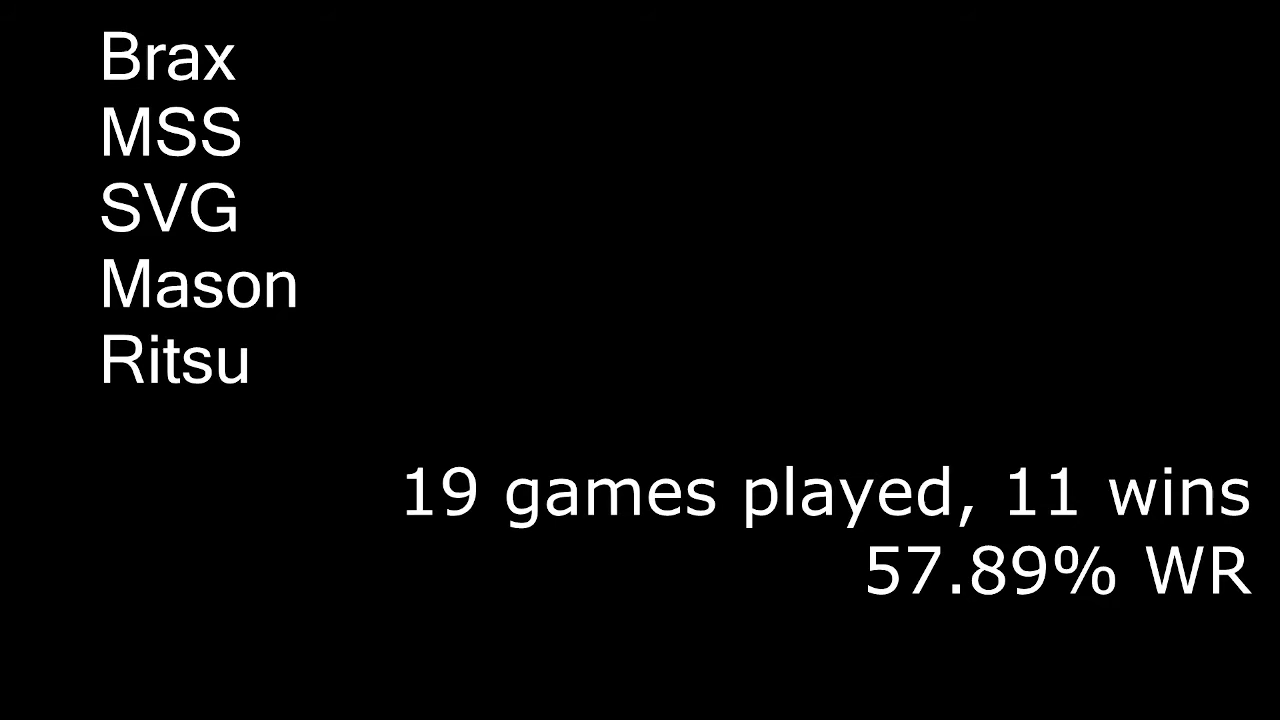 Brax
MSS
SVG
Mason
Ritsu
19 games played, 11 wins
57.89% WR